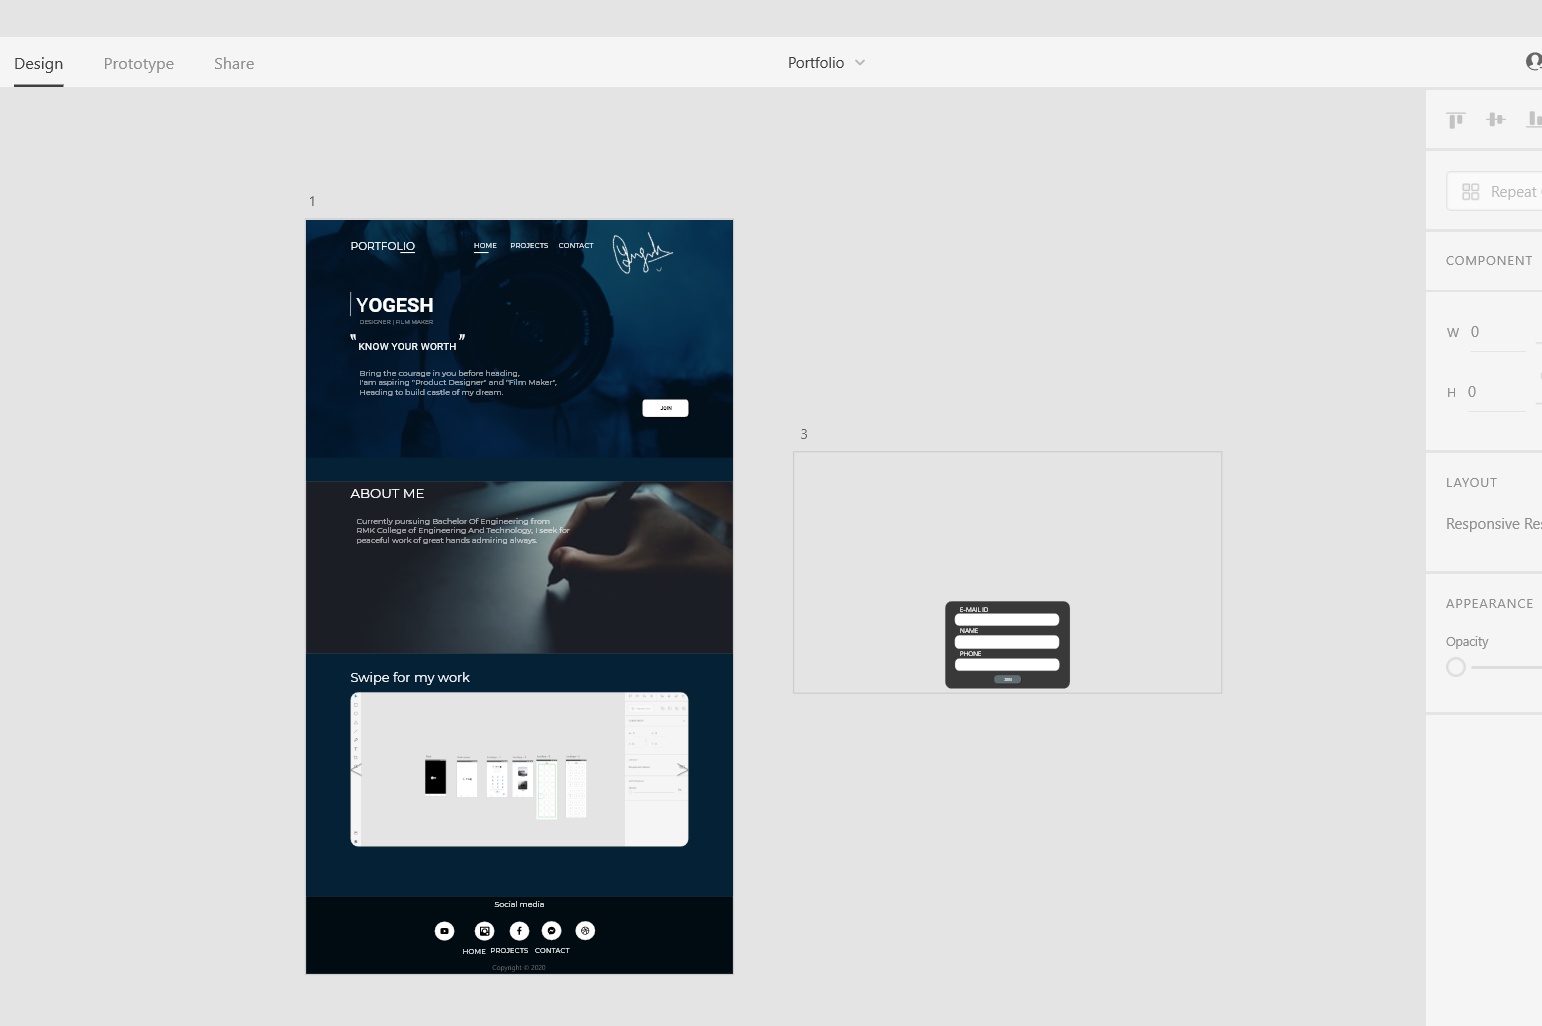 Design Prototype Share
Portfolio
Repeat
COMPONENT
W 0
H 0
LAYOUT
Responsive Res
APPEARANCE
Opacity
1
PORTFOLIO
HOME PROJECTS CONTACT
YOGESH
DESIGNER | FILM MAKER
"KNOW YOUR WORTH"
Bring the courage in you before heading,
I'am aspiring "Product Designer" and "Film Maker",
Heading to build castle of my dream.
JOIN
ABOUT ME
Currently pursuing Bachelor Of Engineering from
RMK College of Engineering And Technology, I seek for
peaceful work of great hands admiring always.
Swipe for my work
Social media
HOME PROJECTS CONTACT
Copyright © 2020
3
E-MAIL ID
NAME
PHONE
JOIN